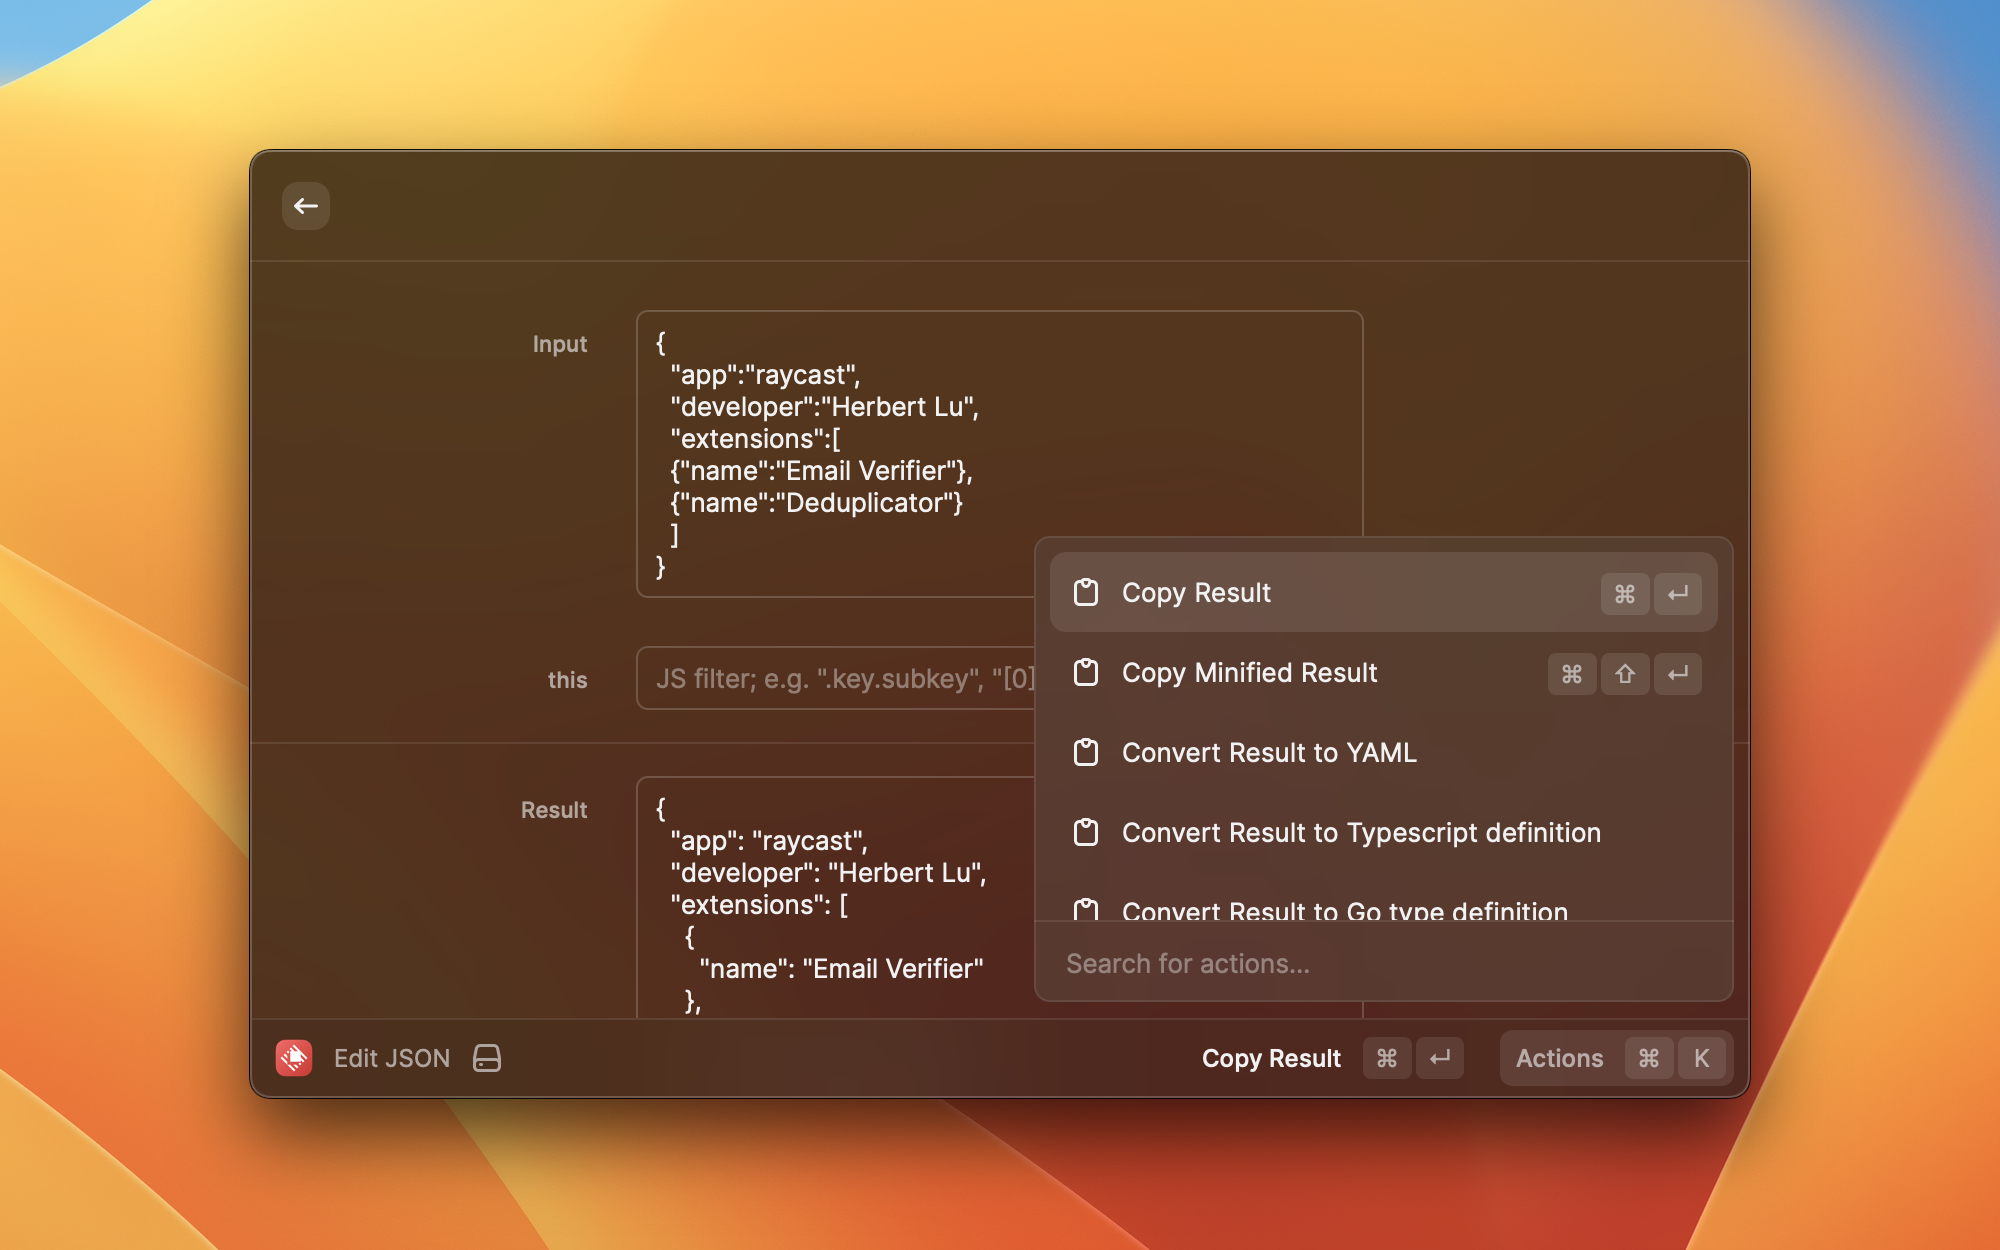 Input
{
"app":"raycast",
"developer":"Herbert Lu",
"extensions":[
{"name":"Email Verifier"},
{"name":"Deduplicator"}
]
}
this
JS filter; e.g. ".key.subkey", "[0]
Result
{
"app": "raycast",
"developer": "Herbert Lu",
"extensions": [
{
"name": "Email Verifier"
},
Copy Result ⌘ ↵
Copy Minified Result ⌘ ⇧ ↵
Convert Result to YAML
Convert Result to Typescript definition
Convert Result to Go type definition
Search for actions...
Edit JSON
Copy Result ⌘ ↵
Actions ⌘ K